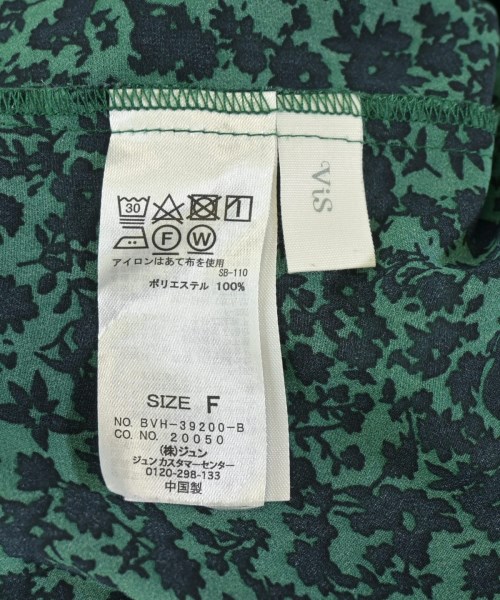 30
F W
アイロンはあて布を使用
SB-110
ポリエステル 100%
SIZE F
NO. BVH-39200-B
CO. NO. 20050
(株)ジュン
ジュン カスタマーセンター
0120-298-133
中国製
ViS